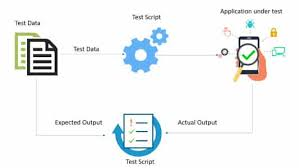 Test Data
Test Script
Application under test
Test Data
Expected Output
Actual Output
Test Script